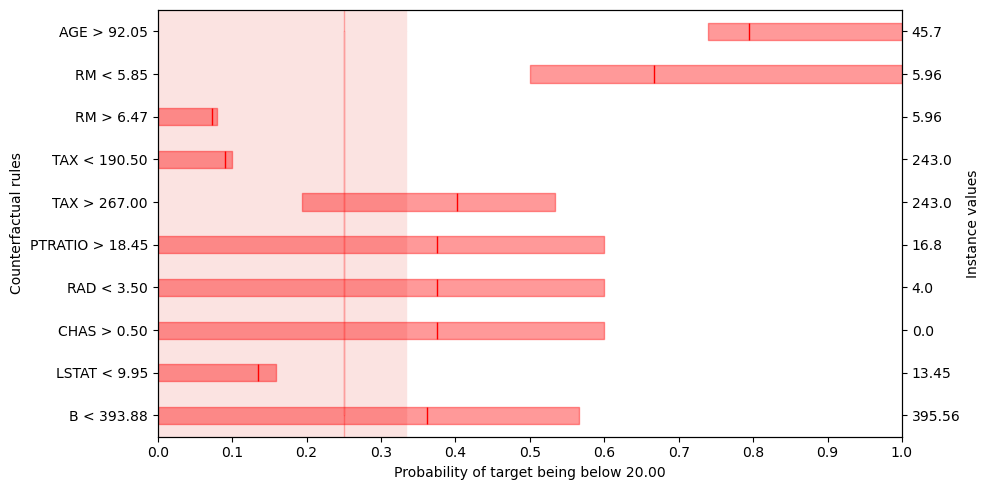 AGE > 92.05 45.7
RM < 5.85 5.96
RM > 6.47 5.96
TAX < 190.50 243.0
TAX > 267.00 243.0
PTRATIO > 18.45 16.8
RAD < 3.50 4.0
CHAS > 0.50 0.0
LSTAT < 9.95 13.45
B < 393.88 395.56
Counterfactual rules
Instance values
0.0 0.1 0.2 0.3 0.4 0.5 0.6 0.7 0.8 0.9 1.0
Probability of target being below 20.00